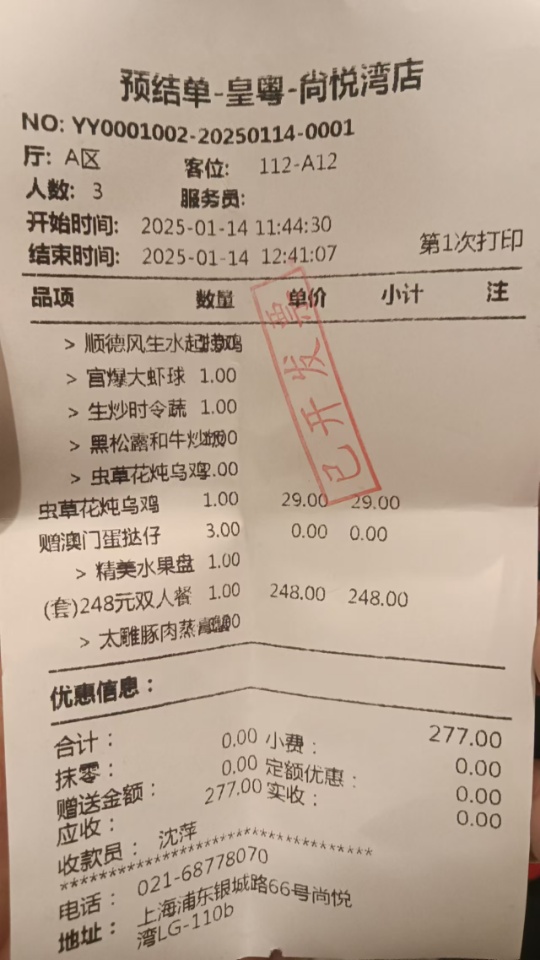 预结单-皇粤-尚悦湾店
NO: YY0001002-20250114-0001
厅: A区 客位: 112-A12
人数: 3 服务员:
开始时间: 2025-01-14 11:44:30
结束时间: 2025-01-14 12:41:07 第1次打印
品项 数量 单价 小计 注
> 顺德风生水起
> 宫爆大虾球 1.00
> 生炒时令蔬 1.00
> 黑松露和牛炒
> 虫草花炖乌鸡 .00
虫草花炖乌鸡 1.00 29.00 29.00
赠澳门蛋挞仔 3.00 0.00 0.00
> 精美水果盘 1.00
(套)248元双人餐 1.00 248.00 248.00
> 太雕豚肉蒸
已开发票
优惠信息：
合计： 277.00
抹零： 0.00 小费： 0.00
赠送金额： 0.00 定额优惠： 0.00
应收： 277.00 实收： 0.00
收款员： 沈萍
****************************************
电话： 021-68778070
地址： 上海浦东银城路66号尚悦
湾LG-110b